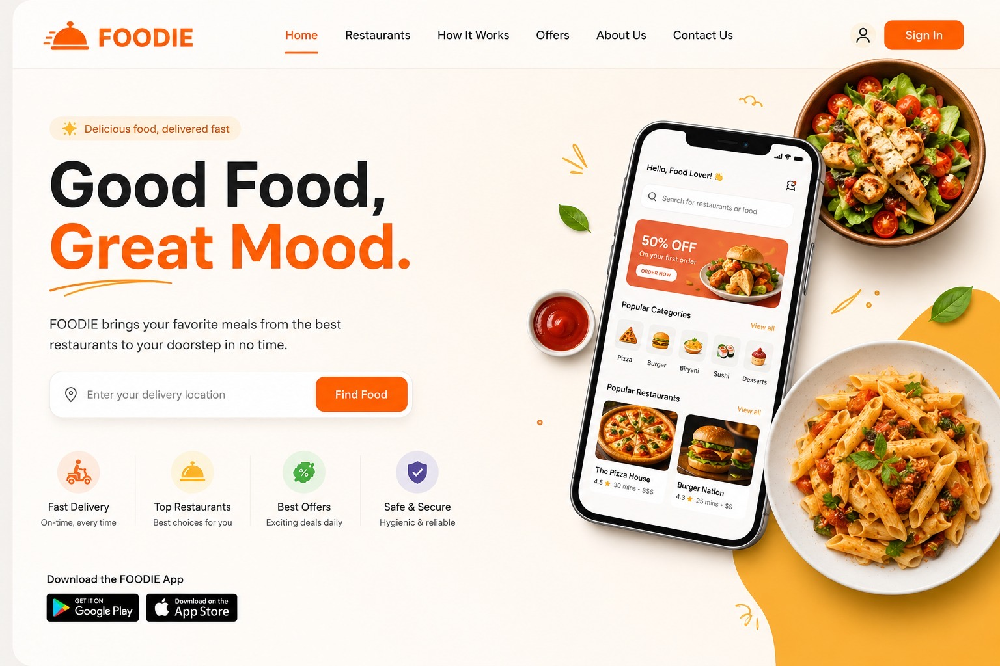 FOODIE
Home
Restaurants
How It Works
Offers
About Us
Contact Us
Sign In
Delicious food, delivered fast
Good Food,
Great Mood.
FOODIE brings your favorite meals from the best
restaurants to your doorstep in no time.
Enter your delivery location
Find Food
Fast Delivery
On-time, every time
Top Restaurants
Best choices for you
%
Best Offers
Exciting deals daily
Safe & Secure
Hygienic & reliable
Download the FOODIE App
GET IT ON
Google Play
Download on the
App Store
Hello, Food Lover! 👋
Search for restaurants or food
50% OFF
On your first order
ORDER NOW
Popular Categories
View all
Pizza
Burger
Biryani
Sushi
Desserts
Popular Restaurants
View all
The Pizza House
4.5 ★ 30 mins • $$$
Burger Nation
4.3 ★ 25 mins • $$